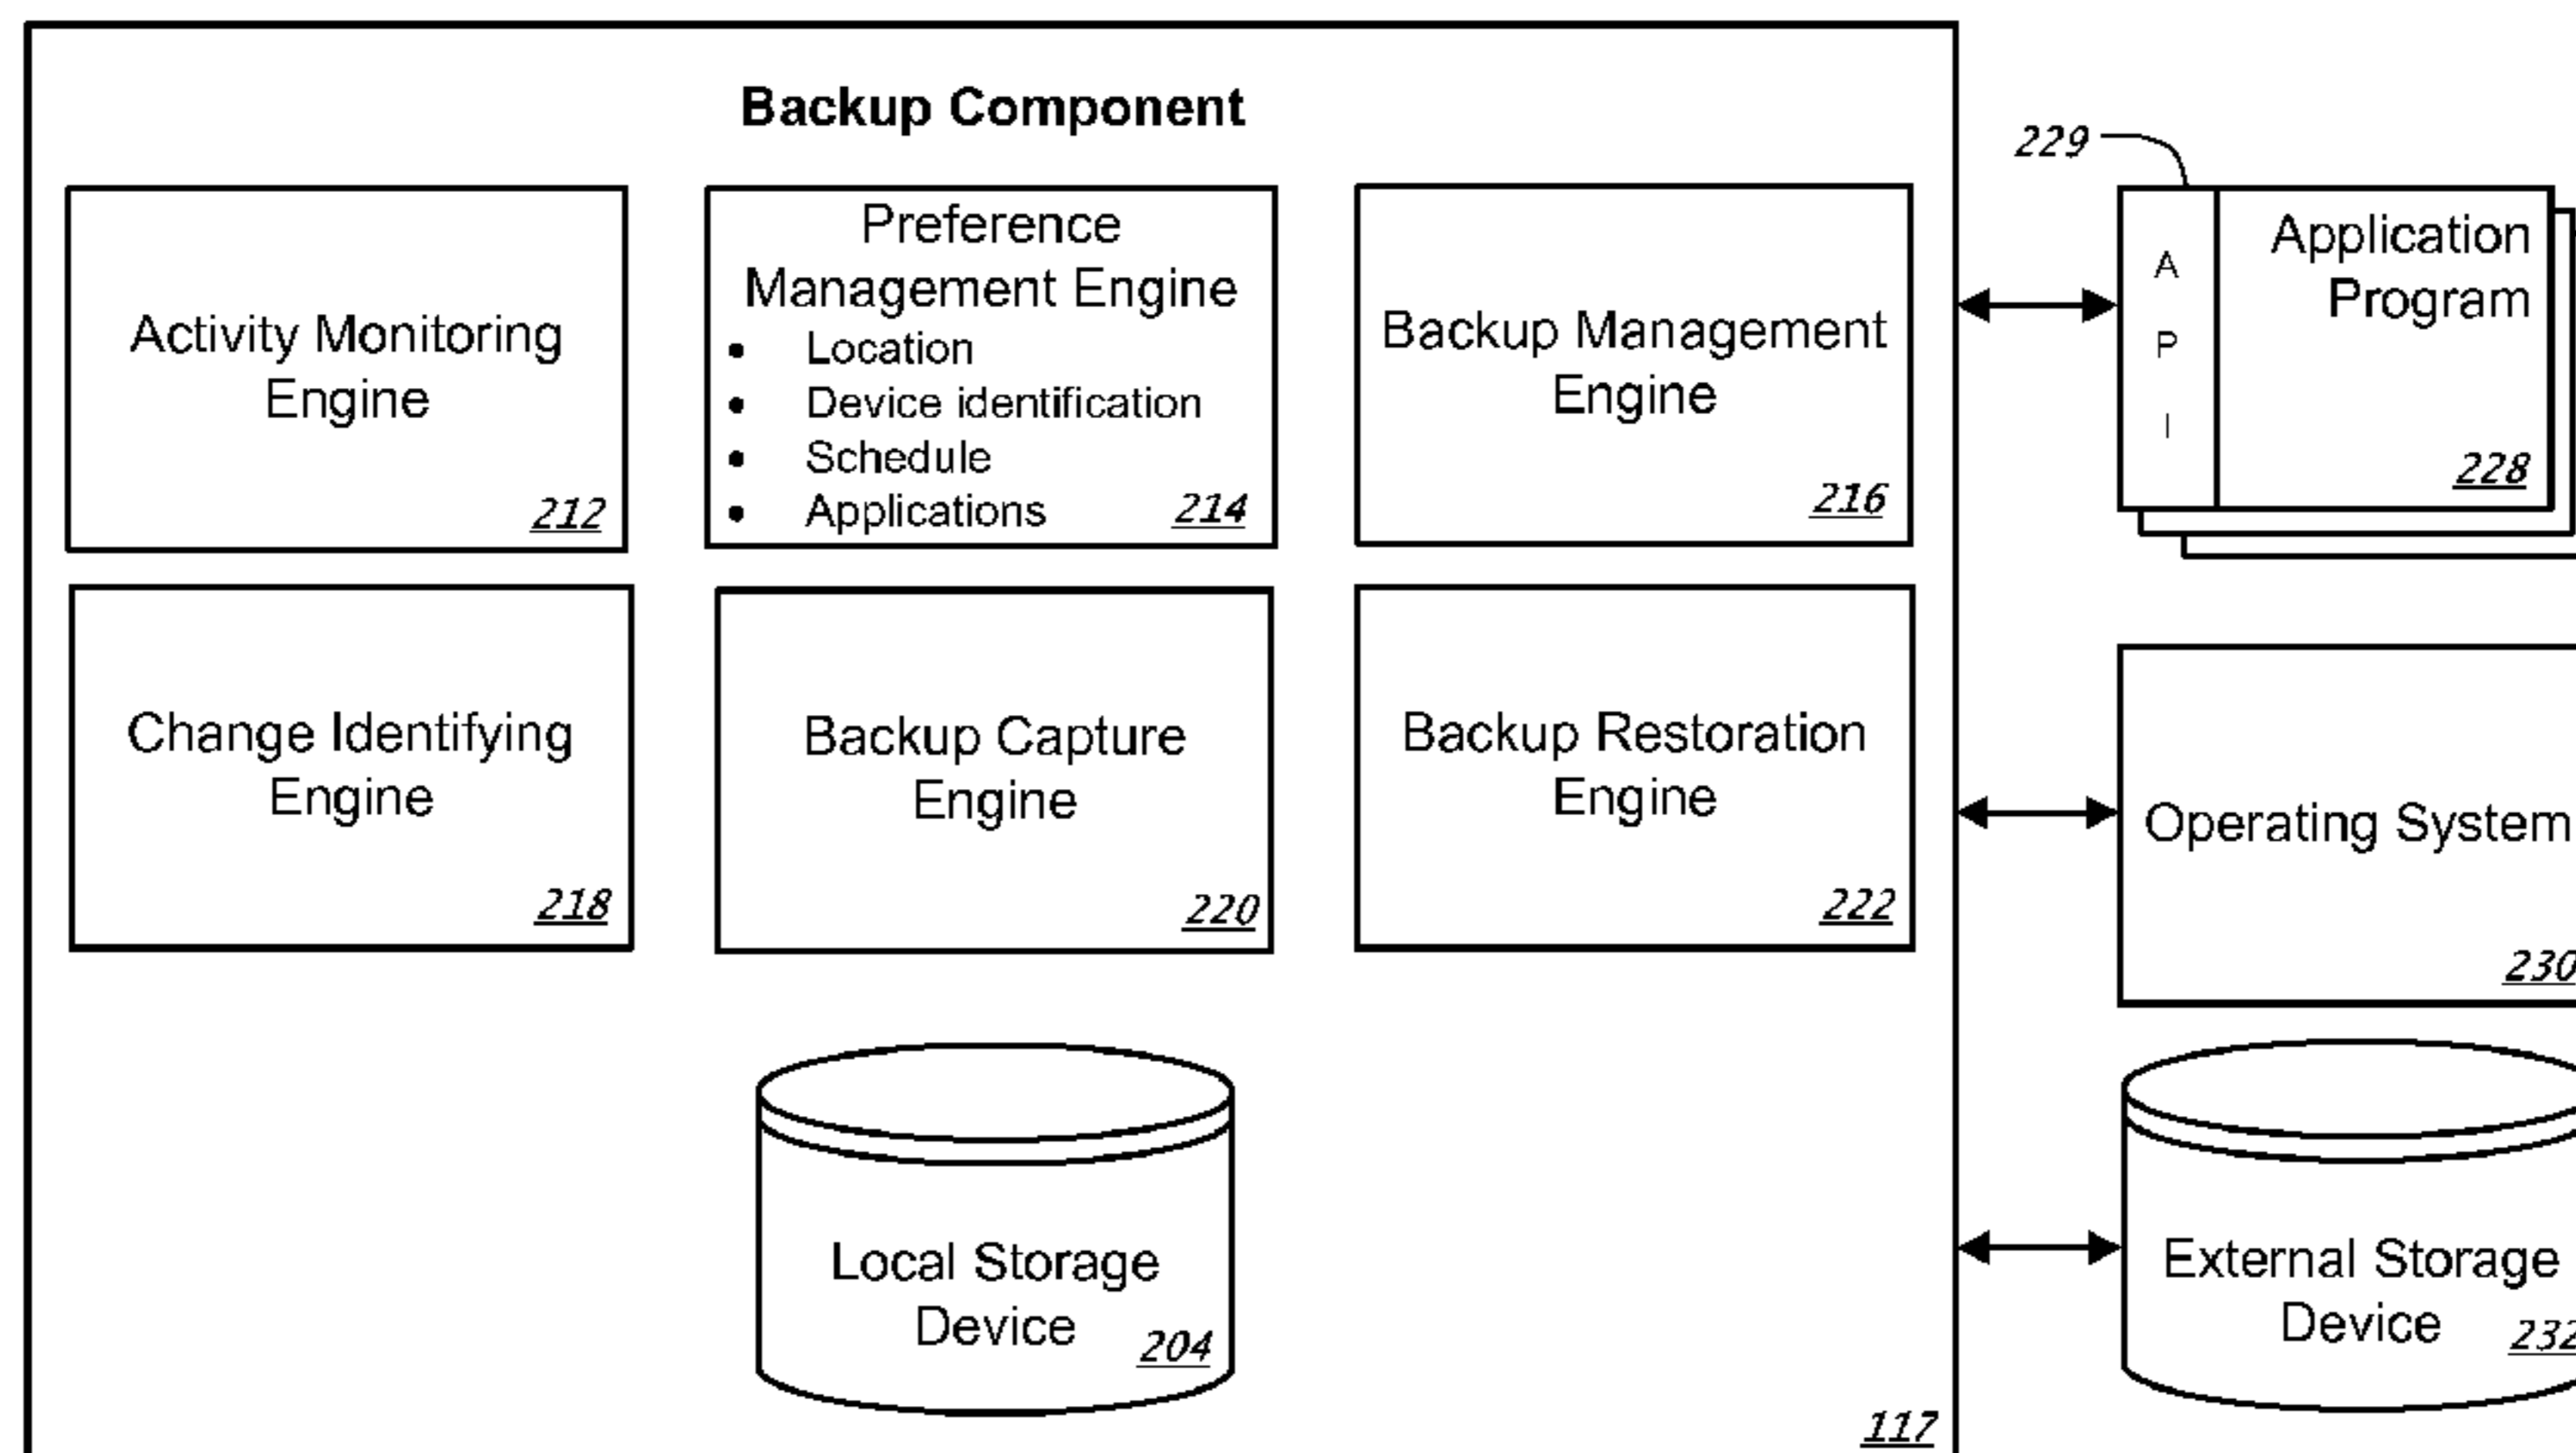 Backup Component
Activity Monitoring
Engine
212
Preference
Management Engine
• Location
• Device identification
• Schedule
• Applications
214
Backup Management
Engine
216
229
A
P
I
Application
Program
228
Change Identifying
Engine
218
Backup Capture
Engine
220
Backup Restoration
Engine
222
Operating System
230
Local Storage
Device
204
External Storage
Device
232
117